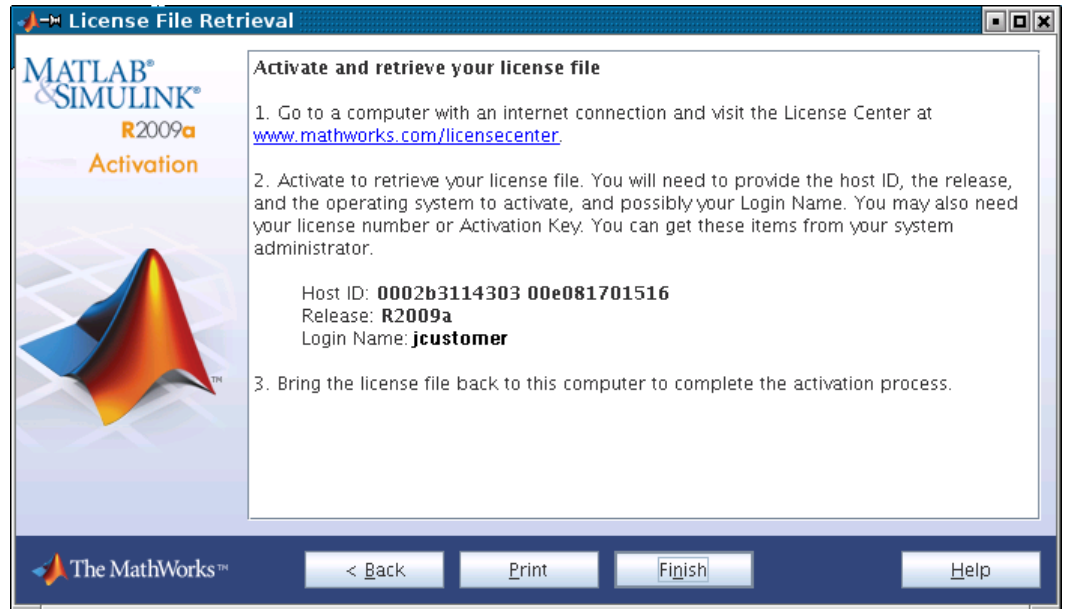 License File Retrieval
MATLAB®
&SIMULINK®
R2009a
Activation
Activate and retrieve your license file
1. Go to a computer with an internet connection and visit the License Center at
www.mathworks.com/licensecenter.
2. Activate to retrieve your license file. You will need to provide the host ID, the release,
and the operating system to activate, and possibly your Login Name. You may also need
your license number or Activation Key. You can get these items from your system
administrator.
Host ID: 0002b3114303 00e081701516
Release: R2009a
Login Name: jcustomer
3. Bring the license file back to this computer to complete the activation process.
TM
The MathWorks™
< Back
Print
Finish
Help